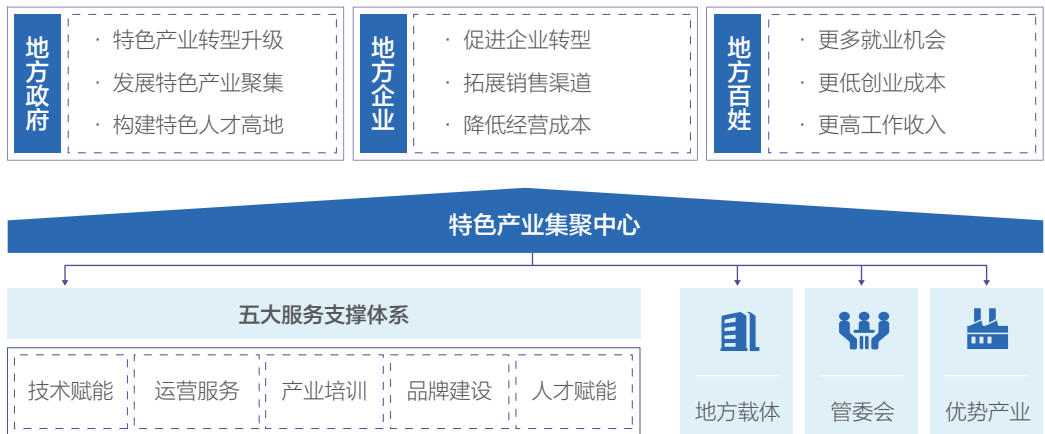 地方政府
· 特色产业转型升级
· 发展特色产业聚集
· 构建特色人才高地
地方企业
· 促进企业转型
· 拓展销售渠道
· 降低经营成本
地方百姓
· 更多就业机会
· 更低创业成本
· 更高工作收入
特色产业集聚中心
五大服务支撑体系
技术赋能
运营服务
产业培训
品牌建设
人才赋能
地方载体
管委会
优势产业